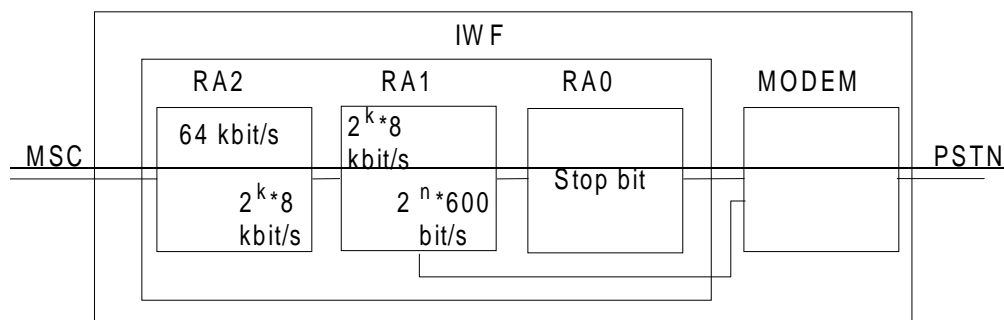 IWF
RA2 RA1 RA0 MODEM
MSC
64 kbit/s
2^k*8
kbit/s
2^k*8
kbit/s
2^n*600
bit/s
Stop bit
PSTN